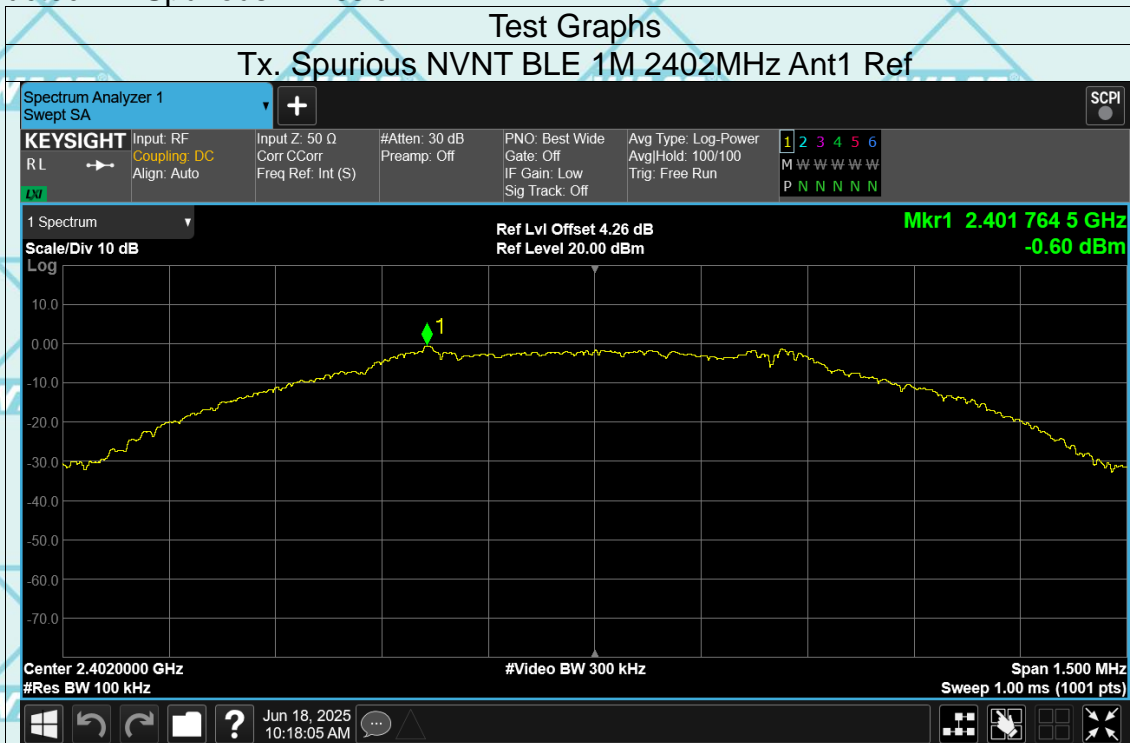 Test Graphs
Tx. Spurious NVNT BLE 1M 2402MHz Ant1 Ref
Spectrum Analyzer 1
Swept SA
+
SCPI
KEYSIGHT
RL
LXI
Input: RF
Coupling: DC
Align: Auto
Input Z: 50 Ω
Corr CCorr
Freq Ref: Int (S)
#Atten: 30 dB
Preamp: Off
PNO: Best Wide
Gate: Off
IF Gain: Low
Sig Track: Off
Avg Type: Log-Power
Avg|Hold: 100/100
Trig: Free Run
1 2 3 4 5 6
M W W W W W
P N N N N N
1 Spectrum
Scale/Div 10 dB
Log
Ref Lvl Offset 4.26 dB
Ref Level 20.00 dBm
Mkr1 2.401 764 5 GHz
-0.60 dBm
1
10.0
0.00
-10.0
-20.0
-30.0
-40.0
-50.0
-60.0
-70.0
Center 2.4020000 GHz
#Video BW 300 kHz
Span 1.500 MHz
#Res BW 100 kHz
Sweep 1.00 ms (1001 pts)
?
Jun 18, 2025
10:18:05 AM